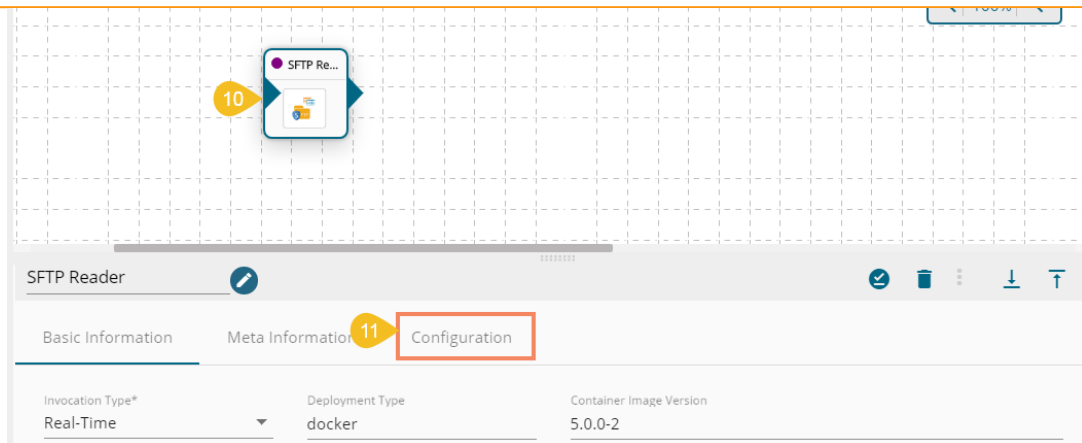 100%
SFTP Re...
10
SFTP Reader
Basic Information
Meta Information
11
Configuration
Invocation Type*
Deployment Type
Container Image Version
Real-Time
docker
5.0.0-2